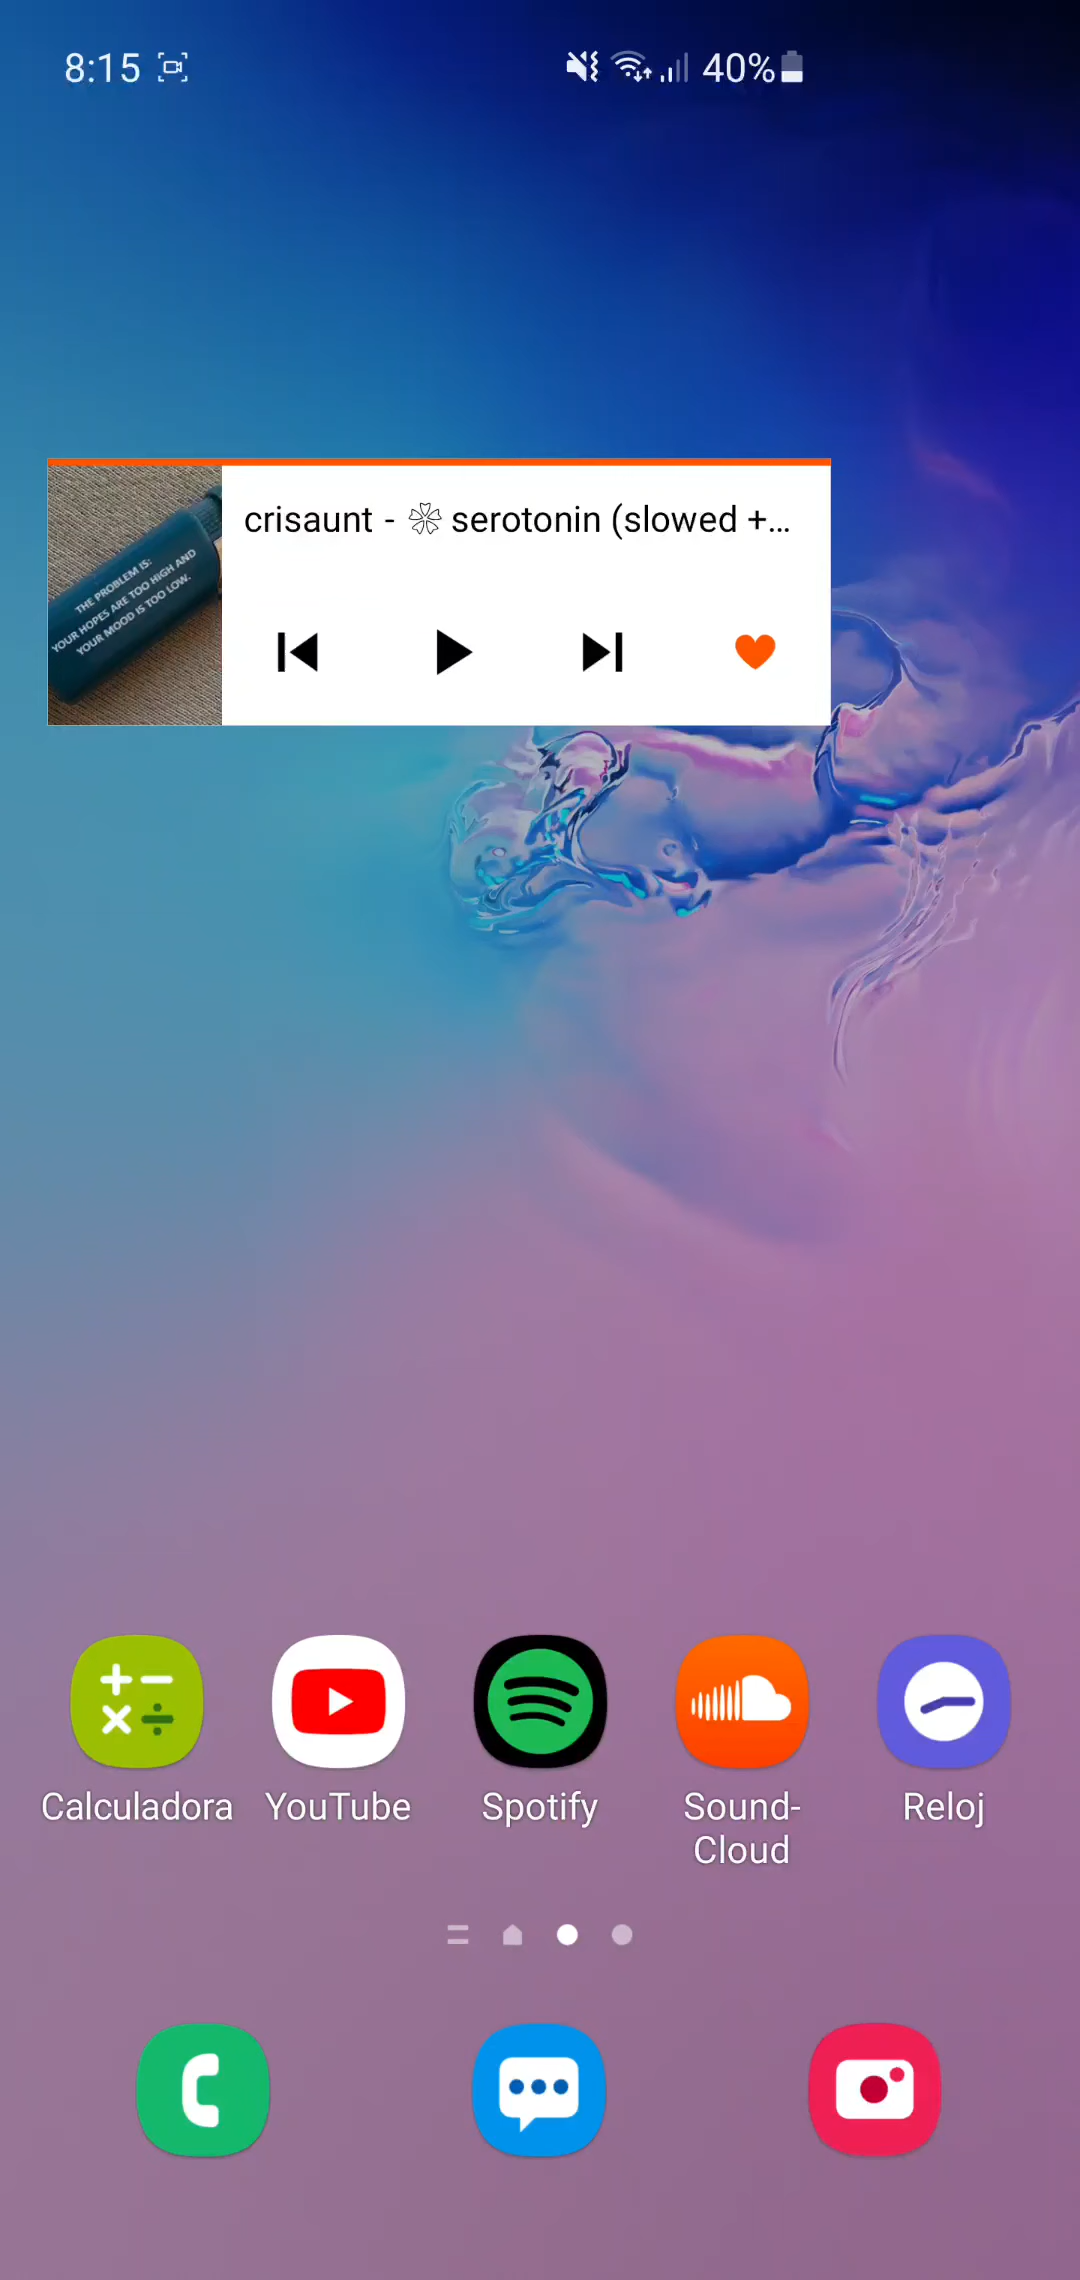 8:15
40%
crisaunt - ❊ serotonin (slowed +...
THE PROBLEM IS:
YOUR HOPES ARE TOO HIGH AND
YOUR MOOD IS TOO LOW.
Calculadora
YouTube
Spotify
Sound-
Cloud
Reloj